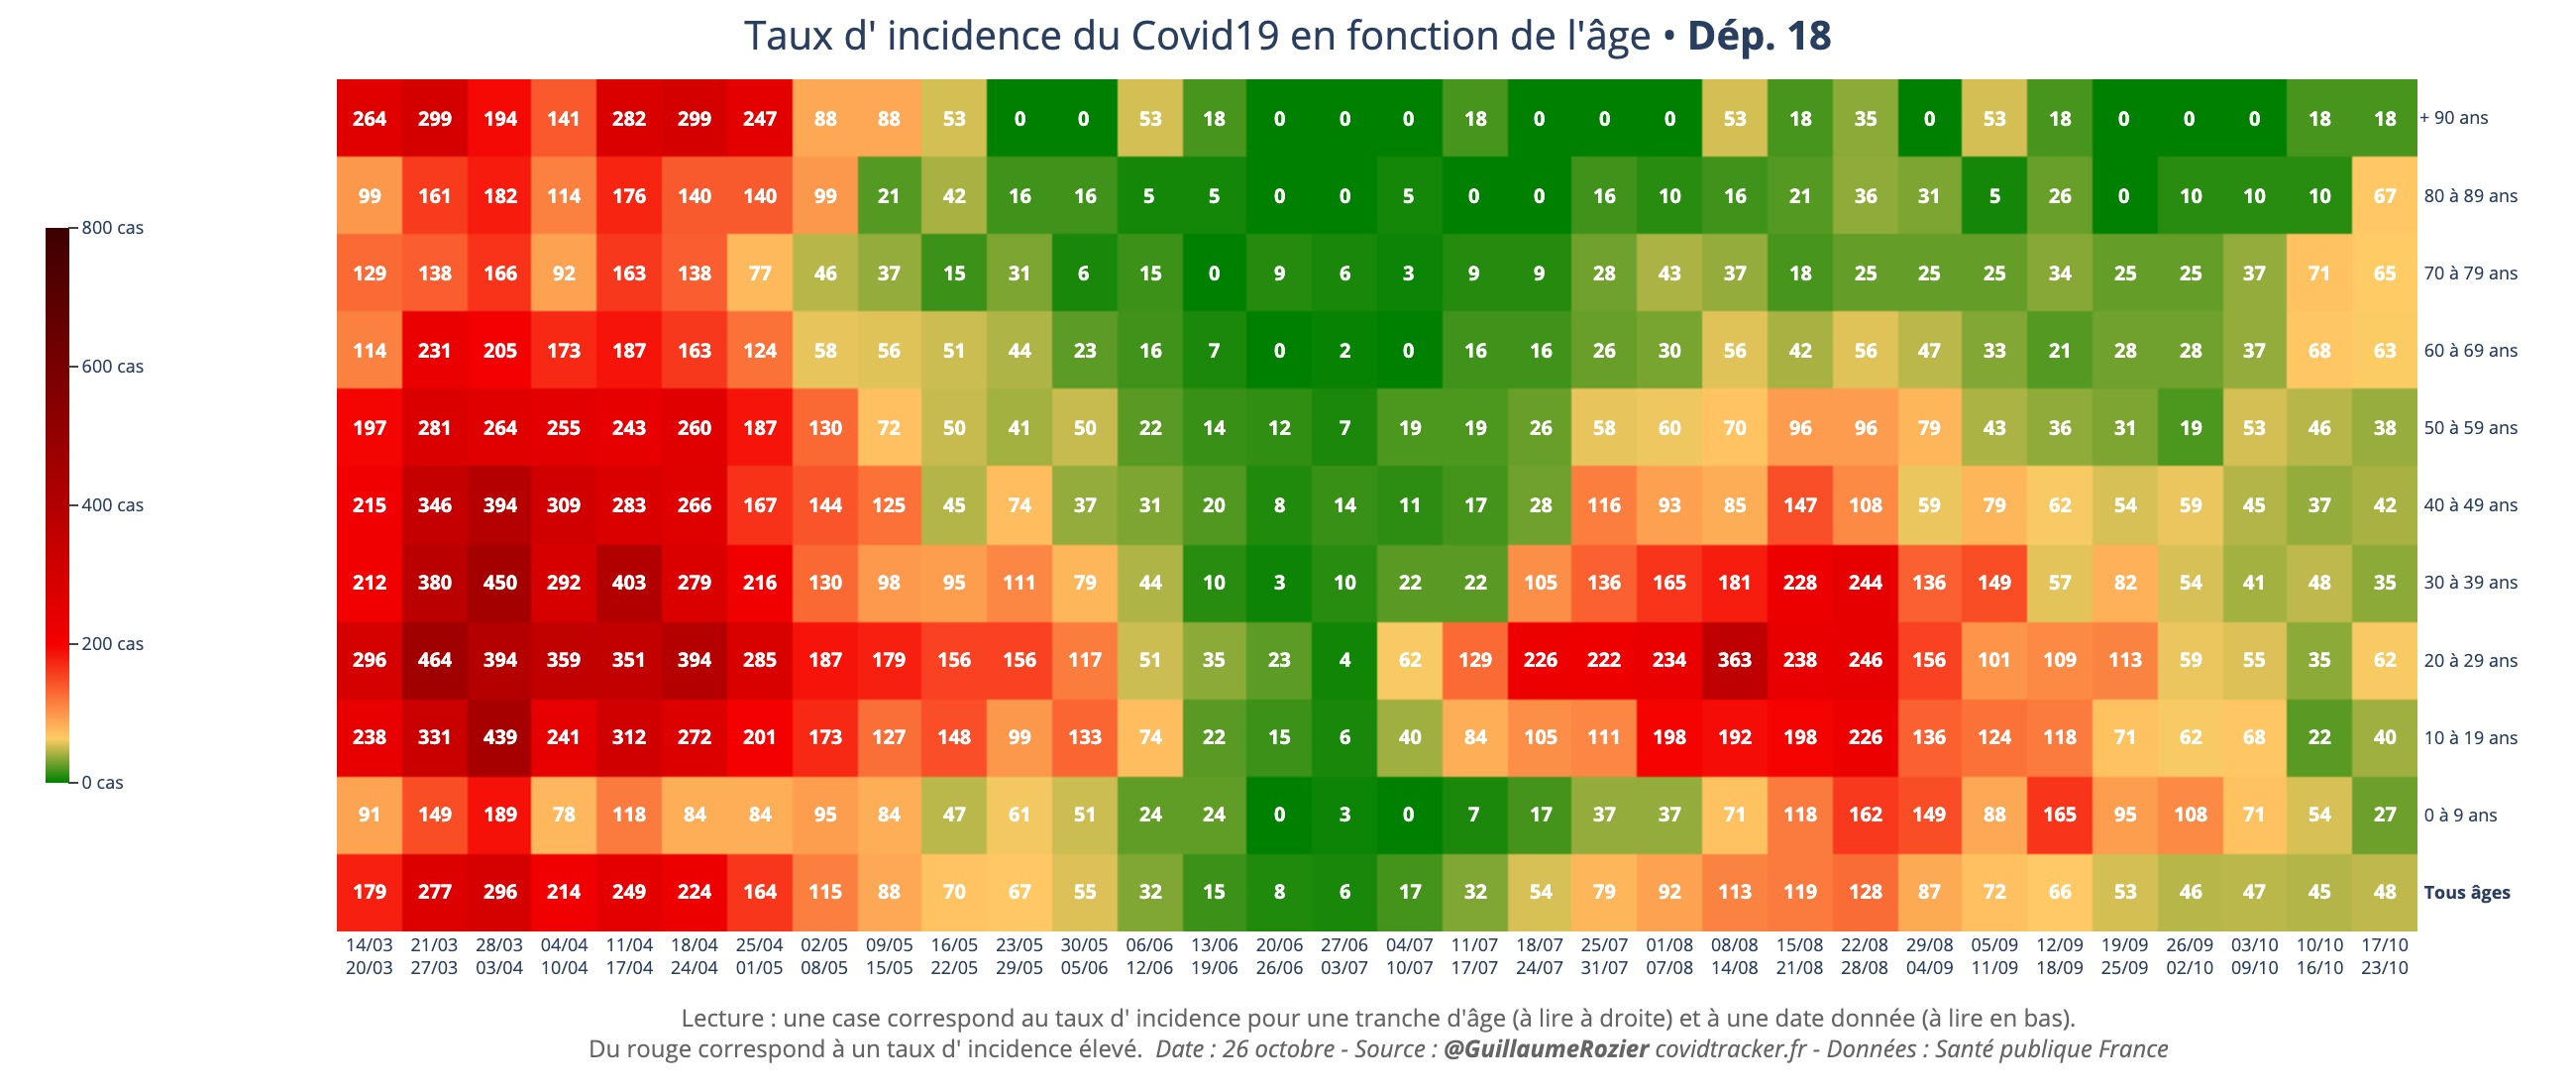 Taux d' incidence du Covid19 en fonction de l'âge • Dép. 18
800 cas
600 cas
400 cas
200 cas
0 cas
264 299 194 141 282 299 247 88 88 53 0 0 53 18 0 0 0 18 0 0 0 53 18 35 0 53 18 0 0 0 18 18 + 90 ans
99 161 182 114 176 140 140 99 21 42 16 16 5 5 0 0 5 0 0 16 10 16 21 36 31 5 26 0 10 10 10 67 80 à 89 ans
129 138 166 92 163 138 77 46 37 15 31 6 15 0 9 6 3 9 9 28 43 37 18 25 25 25 34 25 25 37 71 65 70 à 79 ans
114 231 205 173 187 163 124 58 56 51 44 23 16 7 0 2 0 16 16 26 30 56 42 56 47 33 21 28 28 37 68 63 60 à 69 ans
197 281 264 255 243 260 187 130 72 50 41 50 22 14 12 7 19 19 26 58 60 70 96 96 79 43 36 31 19 53 46 38 50 à 59 ans
215 346 394 309 283 266 167 144 125 45 74 37 31 20 8 14 11 17 28 116 93 85 147 108 59 79 62 54 59 45 37 42 40 à 49 ans
212 380 450 292 403 279 216 130 98 95 111 79 44 10 3 10 22 22 105 136 165 181 228 244 136 149 57 82 54 41 48 35 30 à 39 ans
296 464 394 359 351 394 285 187 179 156 156 117 51 35 23 4 62 129 226 222 234 363 238 246 156 101 109 113 59 55 35 62 20 à 29 ans
238 331 439 241 312 272 201 173 127 148 99 133 74 22 15 6 40 84 105 111 198 192 198 226 136 124 118 71 62 68 22 40 10 à 19 ans
91 149 189 78 118 84 84 95 84 47 61 51 24 24 0 3 0 7 17 37 37 71 118 162 149 88 165 95 108 71 54 27 0 à 9 ans
179 277 296 214 249 224 164 115 88 70 67 55 32 15 8 6 17 32 54 79 92 113 119 128 87 72 66 53 46 47 45 48 Tous âges
14/03 21/03 28/03 04/04 11/04 18/04 25/04 02/05 09/05 16/05 23/05 30/05 06/06 13/06 20/06 27/06 04/07 11/07 18/07 25/07 01/08 08/08 15/08 22/08 29/08 05/09 12/09 19/09 26/09 03/10 10/10 17/10
20/03 27/03 03/04 10/04 17/04 24/04 01/05 08/05 15/05 22/05 29/05 05/06 12/06 19/06 26/06 03/07 10/07 17/07 24/07 31/07 07/08 14/08 21/08 28/08 04/09 11/09 18/09 25/09 02/10 09/10 16/10 23/10
Lecture : une case correspond au taux d' incidence pour une tranche d'âge (à lire à droite) et à une date donnée (à lire en bas).
Du rouge correspond à un taux d' incidence élevé. Date : 26 octobre - Source : @GuillaumeRozier covidtracker.fr - Données : Santé publique France